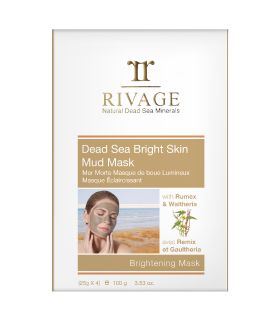 RIVAGE
Natural Dead Sea Minerals
Dead Sea Bright Skin
Mud Mask
Mor Morte Masque de boue Lumineux
Masque Éclaircissant
with Rumex
& Waltheria
avec Remix
et Gaultheria
Brightening Mask
(25g X 4) ℮ 100 g 3.53 oz.